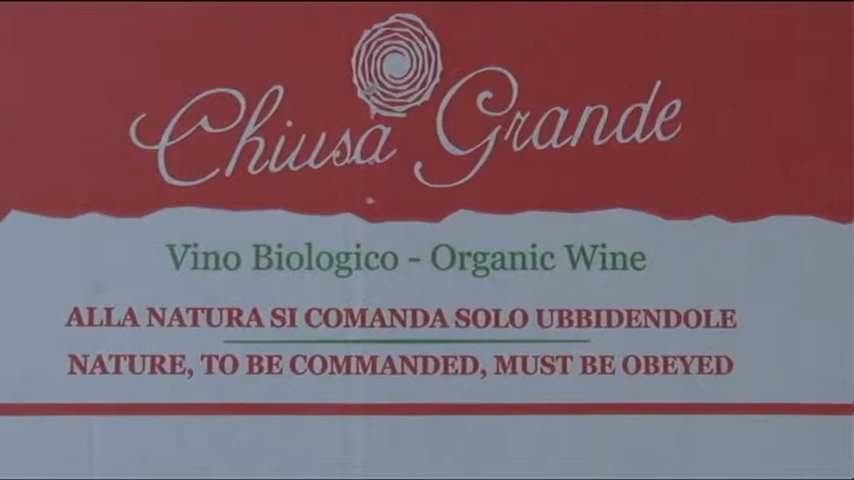 Chiusa Grande
Vino Biologico - Organic Wine
ALLA NATURA SI COMANDA SOLO UBBIDENDOLE
NATURE, TO BE COMMANDED, MUST BE OBEYED